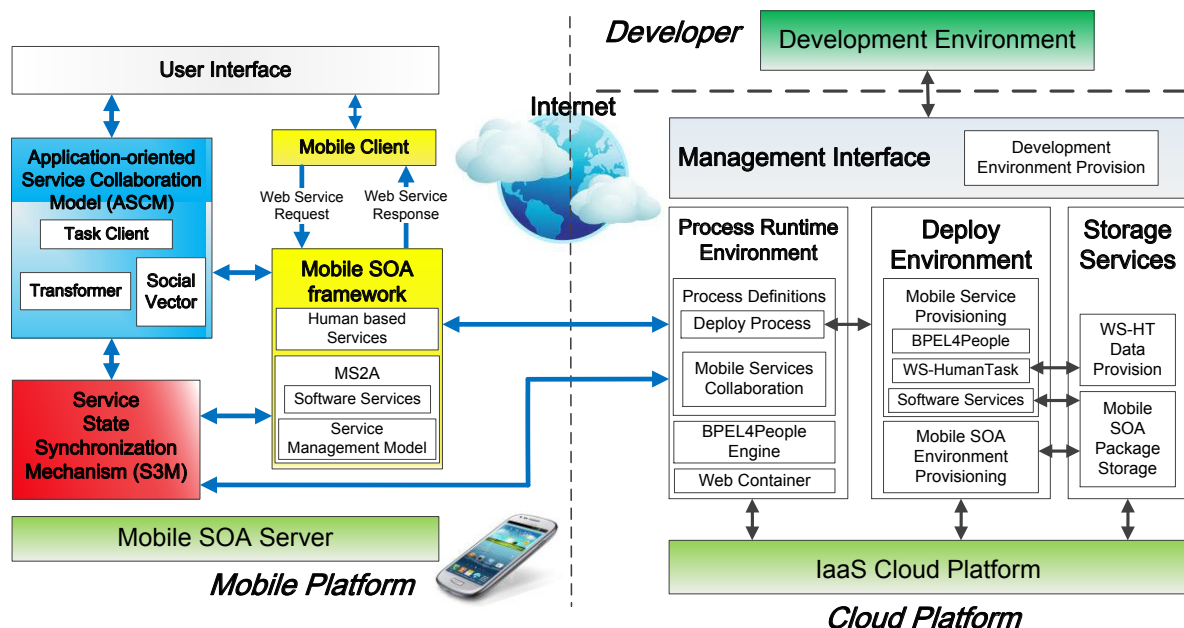 User Interface
Application-oriented
Service Collaboration
Model (ASCM)
Task Client
Transformer
Social
Vector
Service
State
Synchronization
Mechanism (S3M)
Mobile Client
Web Service
Request
Web Service
Response
Mobile SOA
framework
Human based
Services
MS2A
Software Services
Service
Management Model
Mobile SOA Server
Mobile Platform
Internet
Developer
Development Environment
Management Interface
Development
Environment Provision
Process Runtime
Environment
Process Definitions
Deploy Process
Mobile Services
Collaboration
BPEL4People
Engine
Web Container
Deploy
Environment
Mobile Service
Provisioning
BPEL4People
WS-HumanTask
Software Services
Mobile SOA
Environment
Provisioning
Storage
Services
WS-HT
Data
Provision
Mobile
SOA
Package
Storage
IaaS Cloud Platform
Cloud Platform